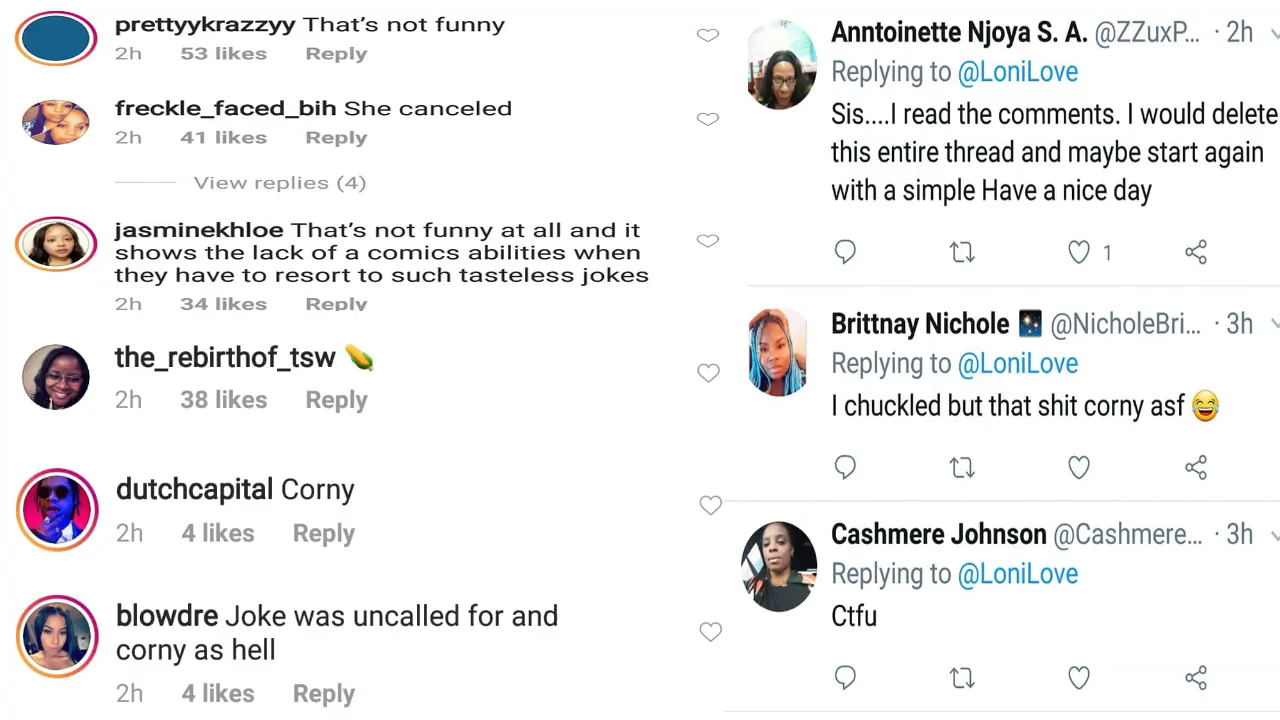 prettyykrazzyy That’s not funny
2h 53 likes Reply
freckle_faced_bih She canceled
2h 41 likes Reply
View replies (4)
jasminekhloe That’s not funny at all and it
shows the lack of a comics abilities when
they have to resort to such tasteless jokes
2h 34 likes Reply
the_rebirthof_tsw 🌽
2h 38 likes Reply
dutchcapital Corny
2h 4 likes Reply
blowdre Joke was uncalled for and
corny as hell
2h 4 likes Reply
Anntoinette Njoya S. A. @ZZuxP... · 2h
Replying to @LoniLove
Sis....I read the comments. I would delete
this entire thread and maybe start again
with a simple Have a nice day
1
Brittnay Nichole 🎇 @NicholeBri... · 3h
Replying to @LoniLove
I chuckled but that shit corny asf 😂
Cashmere Johnson @Cashmere... · 3h
Replying to @LoniLove
Ctfu